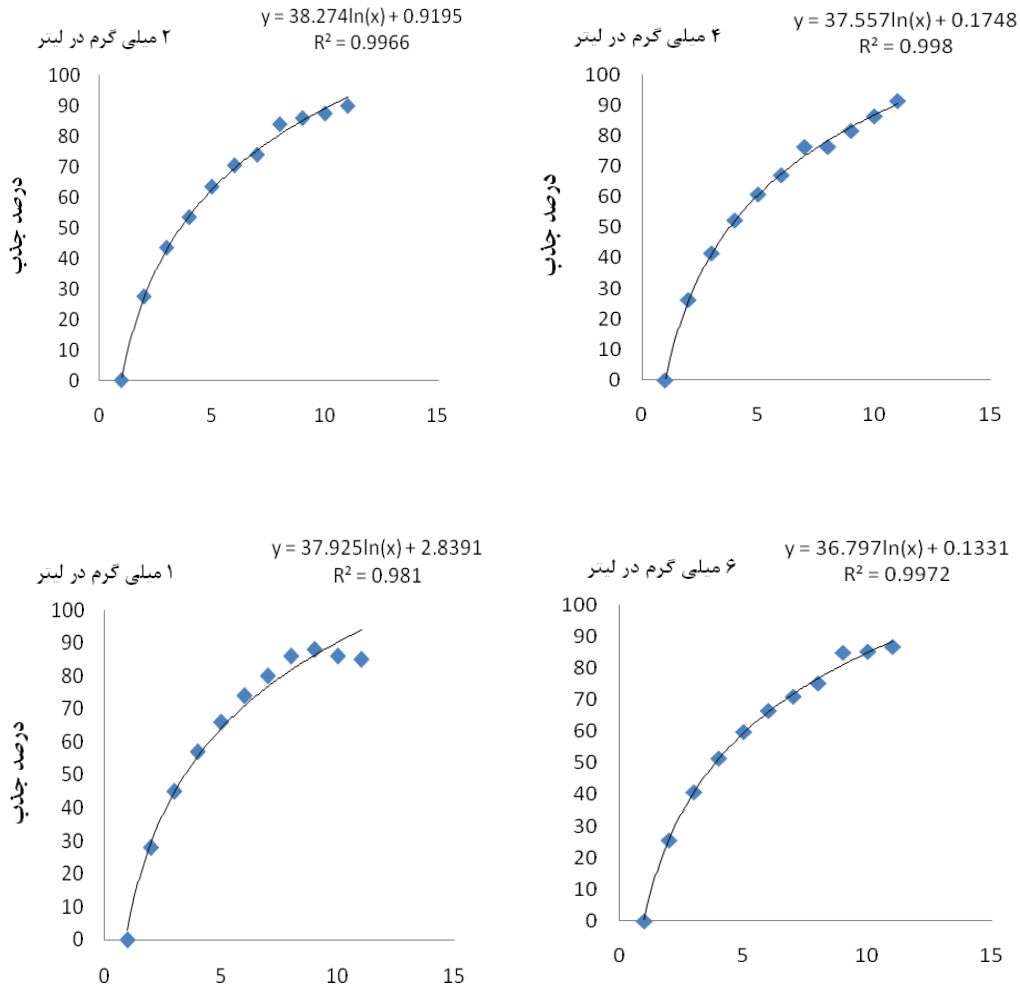 y = 38.274ln(x) + 0.9195
R² = 0.9966
۲ میلی گرم در لیتر
100
90
80
70
60
50
40
30
20
10
0
درصد جذب
0 5 10 15
y = 37.557ln(x) + 0.1748
R² = 0.998
۴ میلی گرم در لیتر
100
90
80
70
60
50
40
30
20
10
0
درصد جذب
0 5 10 15
y = 37.925ln(x) + 2.8391
R² = 0.981
۱ میلی گرم در لیتر
100
90
80
70
60
50
40
30
20
10
0
درصد جذب
0 5 10 15
y = 36.797ln(x) + 0.1331
R² = 0.9972
۶ میلی گرم در لیتر
100
90
80
70
60
50
40
30
20
10
0
0 5 10 15